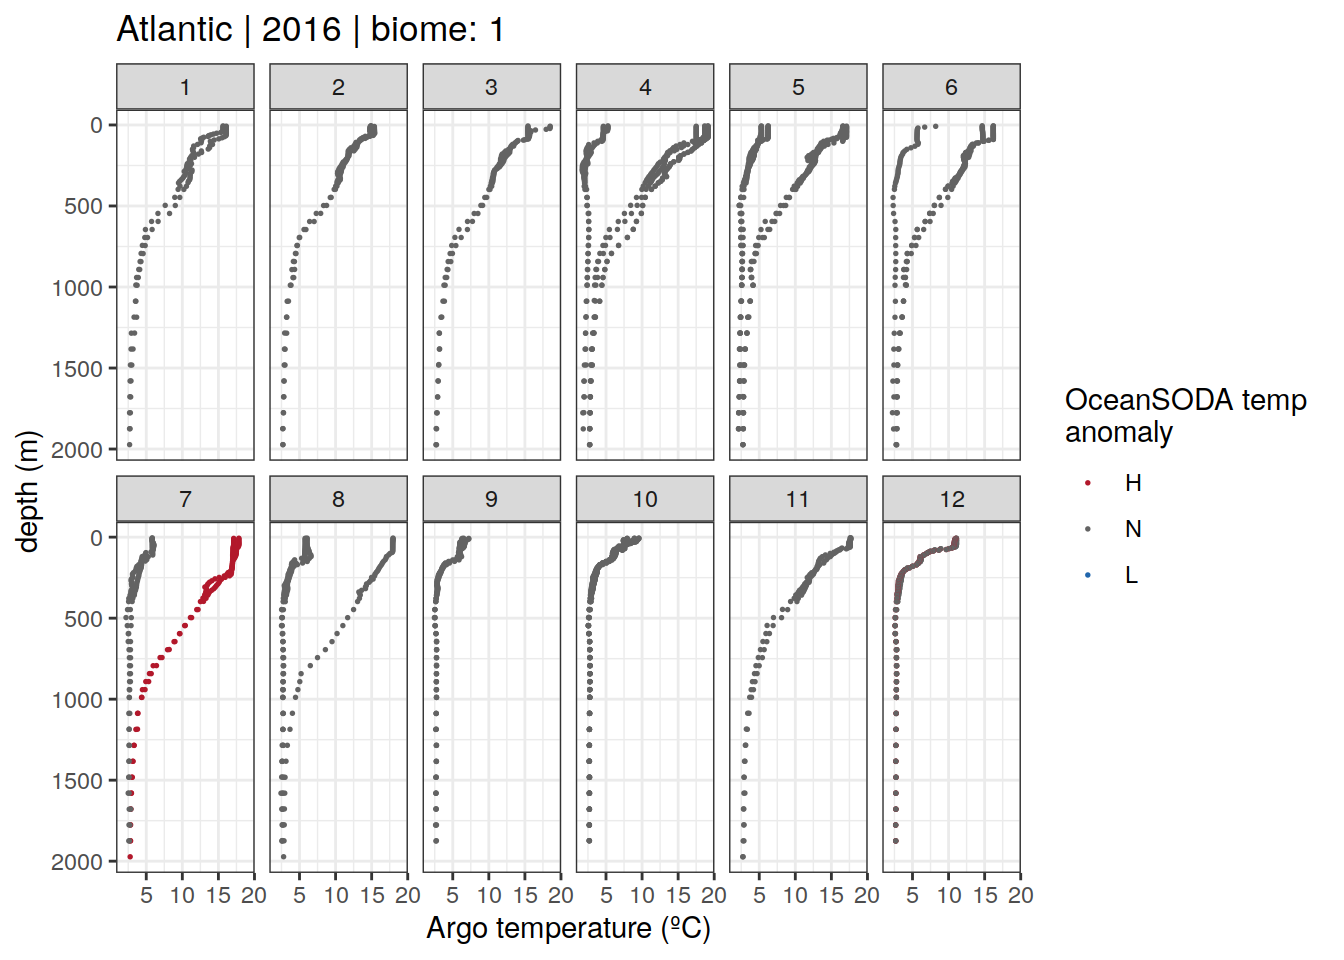 Atlantic | 2016 | biome: 1
1 2 3 4 5 6
0
500
1000
1500
2000
7 8 9 10 11 12
0
500
1000
1500
2000
5 10 15 20 5 10 15 20 5 10 15 20 5 10 15 20 5 10 15 20 5 10 15 20
Argo temperature (ºC)
depth (m)
OceanSODA temp
anomaly
H
N
L